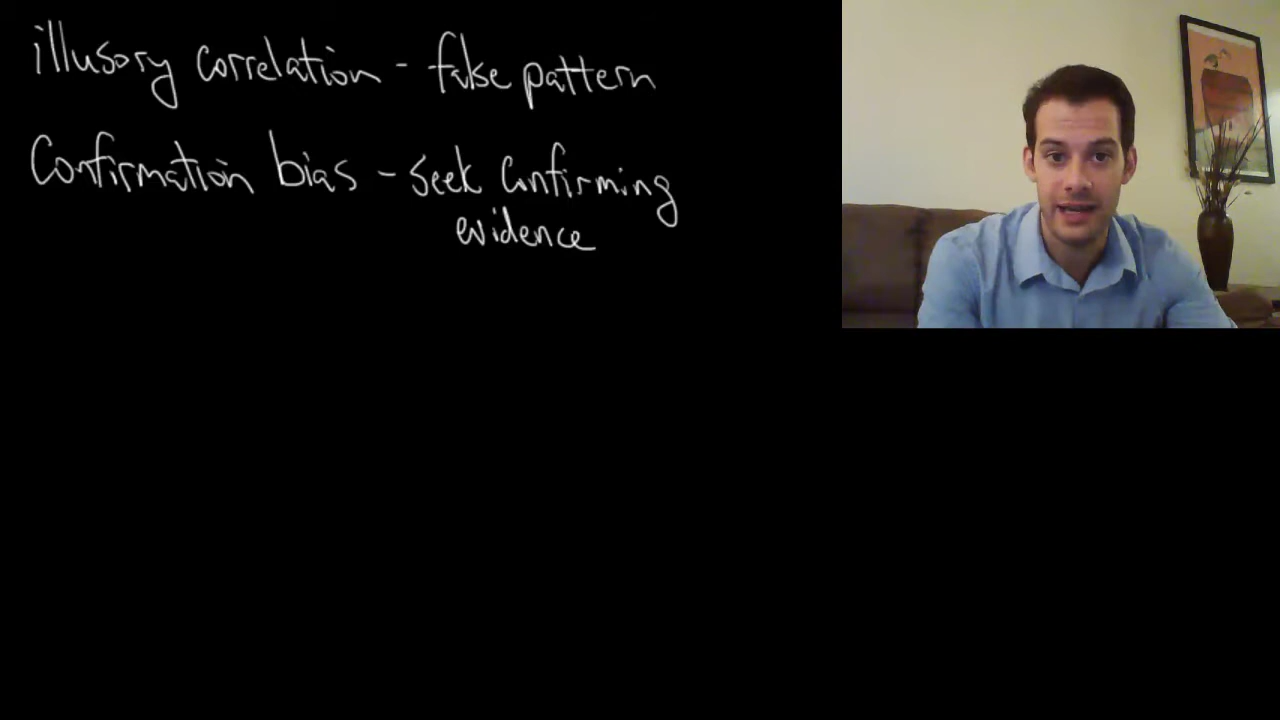 illusory correlation - false pattern
Confirmation bias - seek confirming
evidence